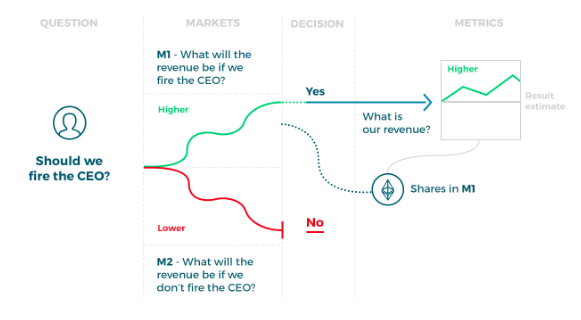 QUESTION
MARKETS
DECISION
METRICS
M1 - What will the
revenue be if we
fire the CEO?
Higher
Yes
What is
our revenue?
Higher
Result
estimate
Should we
fire the CEO?
Shares in M1
Lower
No
M2 - What will the
revenue be if we
don't fire the CEO?